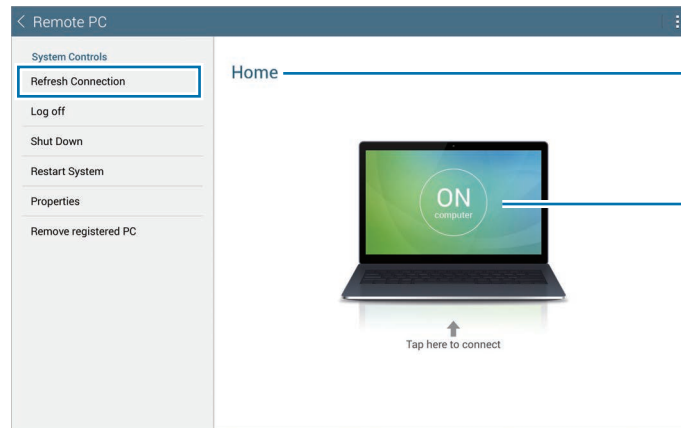 Remote PC
System Controls
Refresh Connection
Log off
Shut Down
Restart System
Properties
Remove registered PC
Home
ON
computer
Tap here to connect